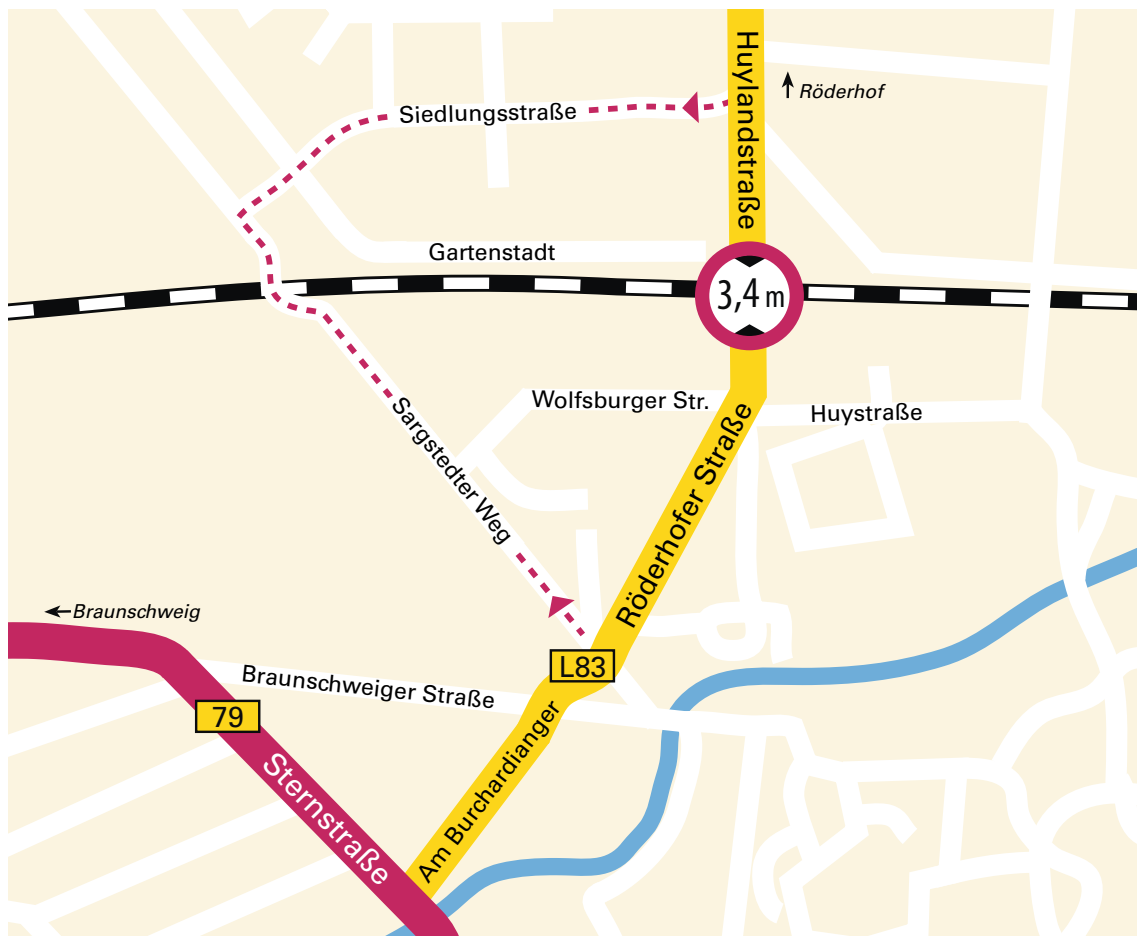 Huylandstraße
Röderhof
Siedlungsstraße
Gartenstadt
3,4 m
Wolfsburger Str.
Huystraße
Sargstedter Weg
Röderhofer Straße
Braunschweig
L83
Braunschweiger Straße
79
Am Burchardianger
Sternstraße